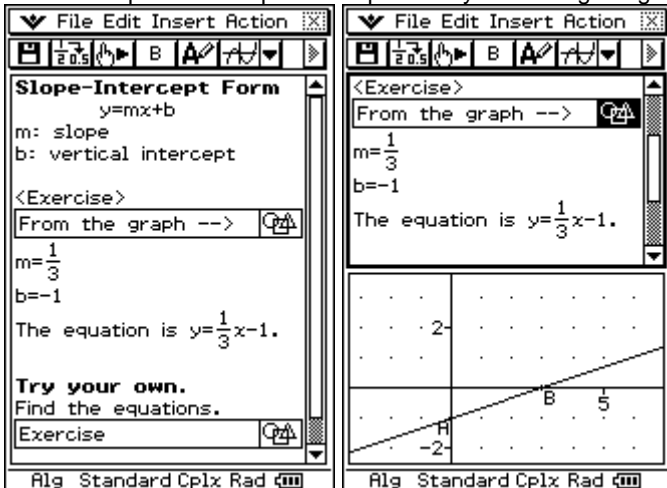 File Edit Insert Action
B
Slope-Intercept Form
y=mx+b
m: slope
b: vertical intercept
<Exercise>
From the graph -->
m=1/3
b=-1
The equation is y=1/3x-1.
Try your own.
Find the equations.
Exercise
Alg Standard Cplx Rad
File Edit Insert Action
B
<Exercise>
From the graph -->
m=1/3
b=-1
The equation is y=1/3x-1.
2
B
5
A
-2
Alg Standard Cplx Rad